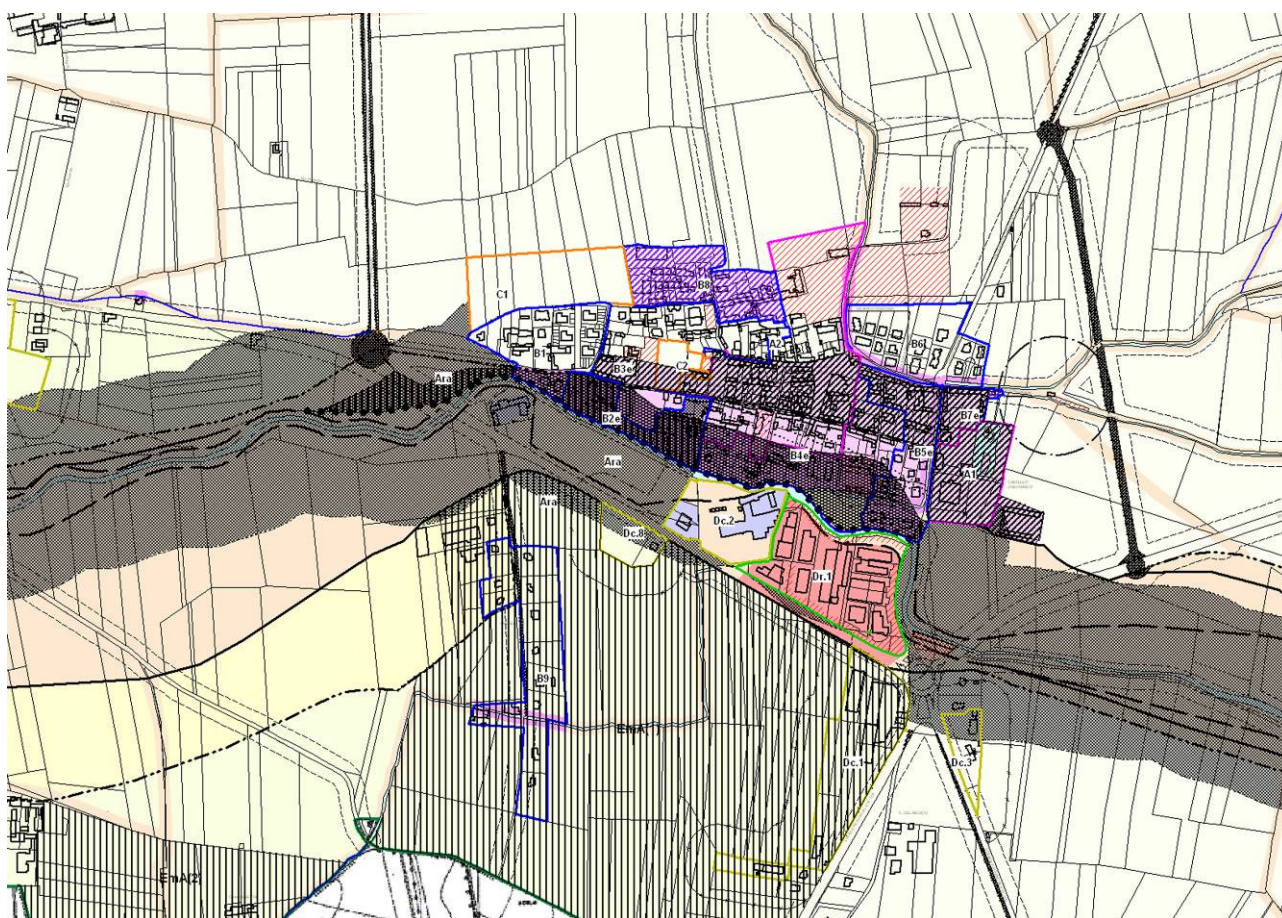 B8
C1
A2
B1
B6
B3e
C2
Ara
B2e
B7e
B4e
Ara
B5e
A1
Ara
Dc.2
Dc.8
Dr.1
B9
EmA(1)
Dc.1
Dc.3
EmA(2)